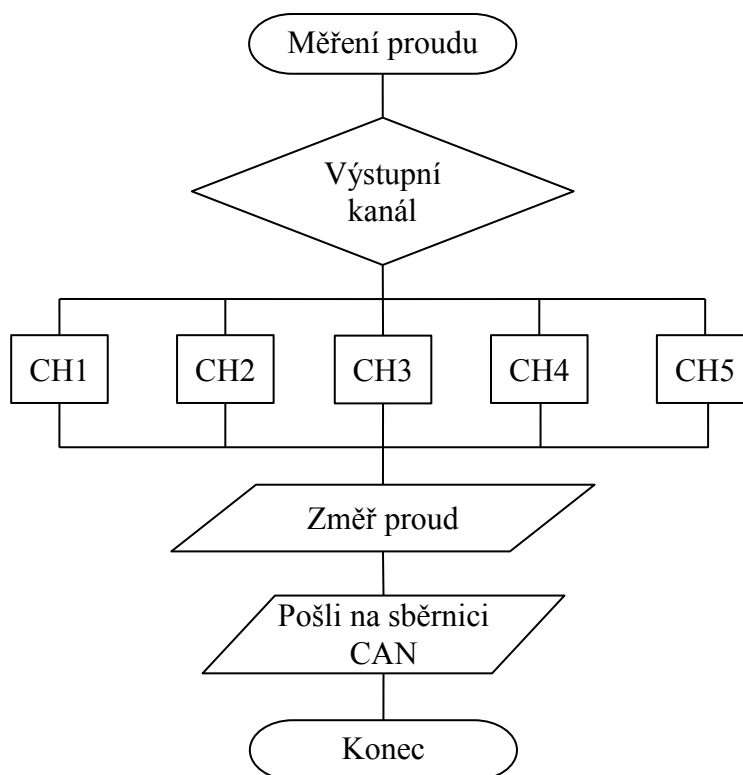 Měření proudu
Výstupní
kanál
CH1 CH2 CH3 CH4 CH5
Změř proud
Pošli na sběrnici
CAN
Konec